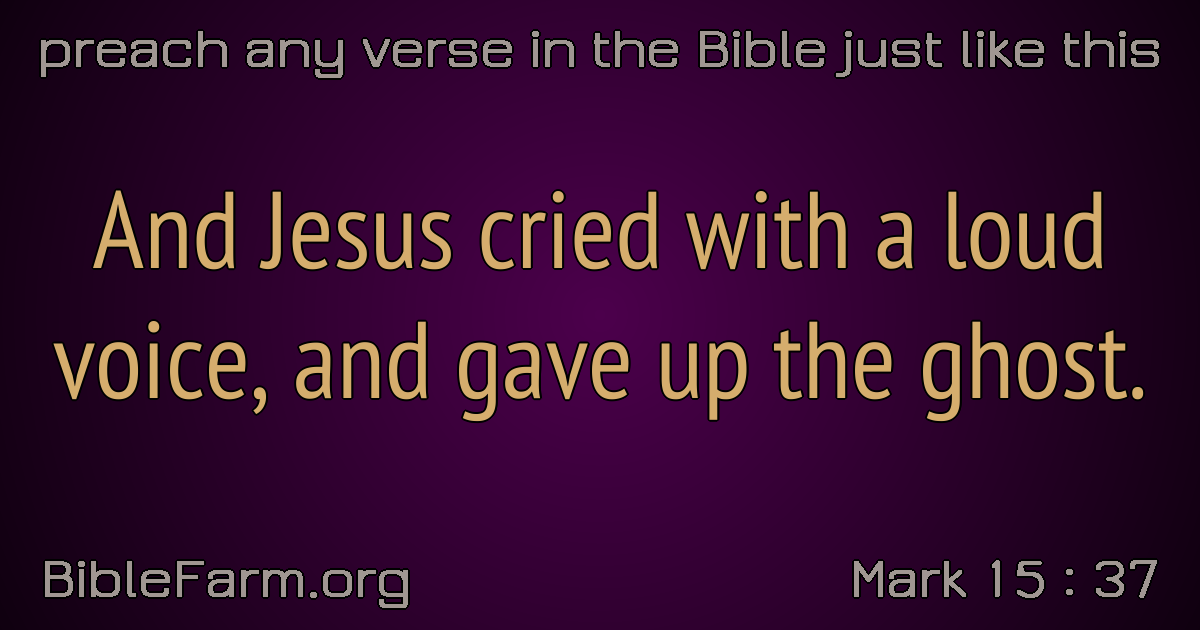 preach any verse in the Bible just like this
And Jesus cried with a loud
voice, and gave up the ghost.
BibleFarm.org
Mark 15 : 37